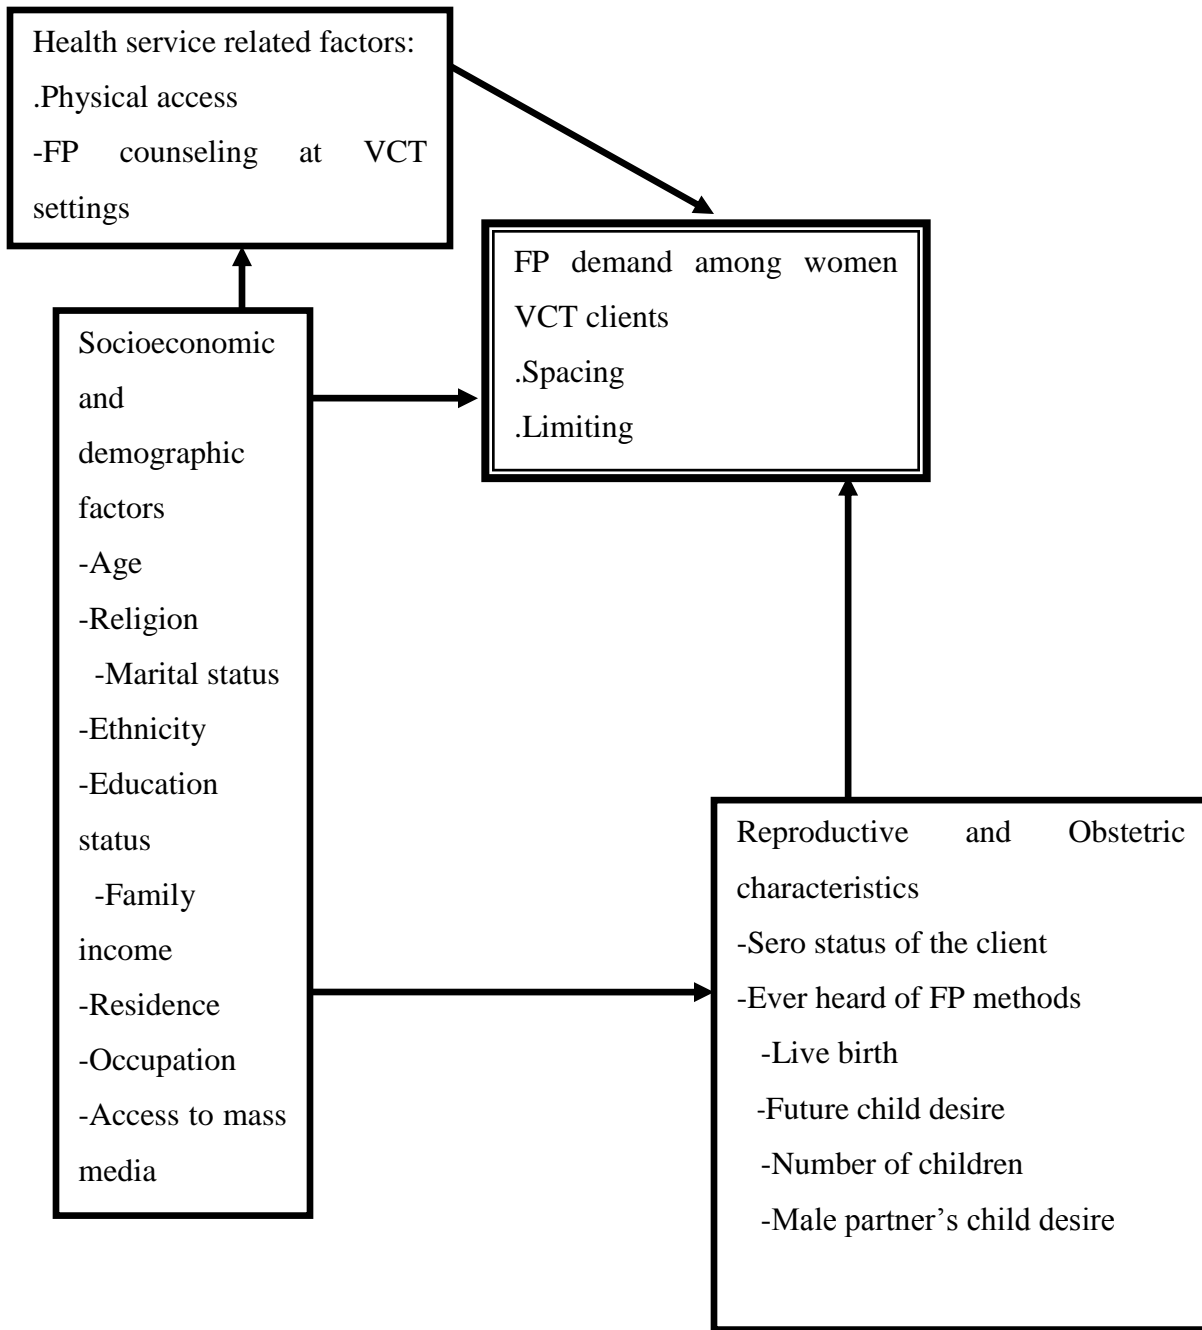 Health service related factors:
.Physical access
-FP counseling at VCT
settings
FP demand among women
VCT clients
.Spacing
.Limiting
Socioeconomic
and
demographic
factors
-Age
-Religion
-Marital status
-Ethnicity
-Education
status
-Family
income
-Residence
-Occupation
-Access to mass
media
Reproductive and Obstetric
characteristics
-Sero status of the client
-Ever heard of FP methods
-Live birth
-Future child desire
-Number of children
-Male partner’s child desire